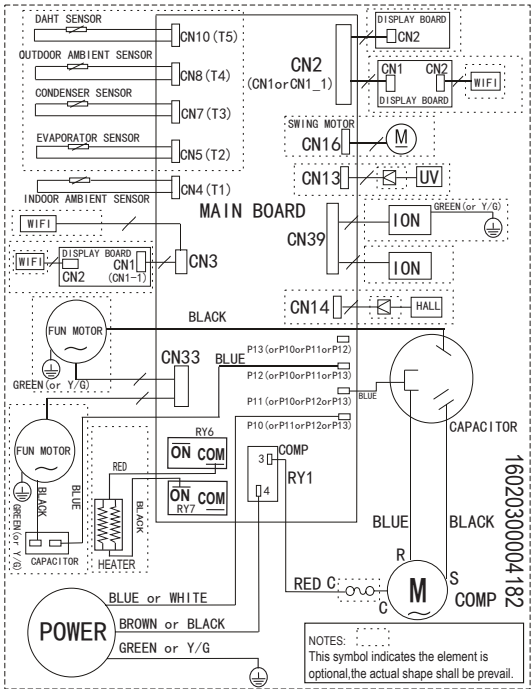 DAHT SENSOR
CN10(T5)
OUTDOOR AMBIENT SENSOR
CN8(T4)
CONDENSER SENSOR
CN7(T3)
EVAPORATOR SENSOR
CN5(T2)
CN4(T1)
INDOOR AMBIENT SENSOR
MAIN BOARD
CN2
(CN1orCN1_1)
DISPLAY BOARD
CN2
CN1
CN2
WIFI
DISPLAY BOARD
SWING MOTOR
CN16
M
CN13
UV
GREEN(or Y/G)
ION
CN39
ION
CN14
HALL
WIFI
CN3
WIFI
DISPLAY BOARD
CN1
CN2
(CN1-1)
BLACK
FUN MOTOR
GREEN(or Y/G)
CN33
BLUE
P13(orP10orP11orP12)
P12(orP10orP11orP13)
P11(orP10orP12orP13)
BLUE
P10(orP11orP12orP13)
CAPACITOR
FUN MOTOR
GREEN(or Y/G)
BLACK
BLUE
CAPACITOR
RED
BLACK
HEATER
RY6
ON COM
ON COM
RY7
COMP
3
4
RY1
BLUE
BLACK
R
S
RED C
C
M
COMP
16020300004182
POWER
BLUE or WHITE
BROWN or BLACK
GREEN or Y/G
NOTES:
This symbol indicates the element is
optional,the actual shape shall be prevail.